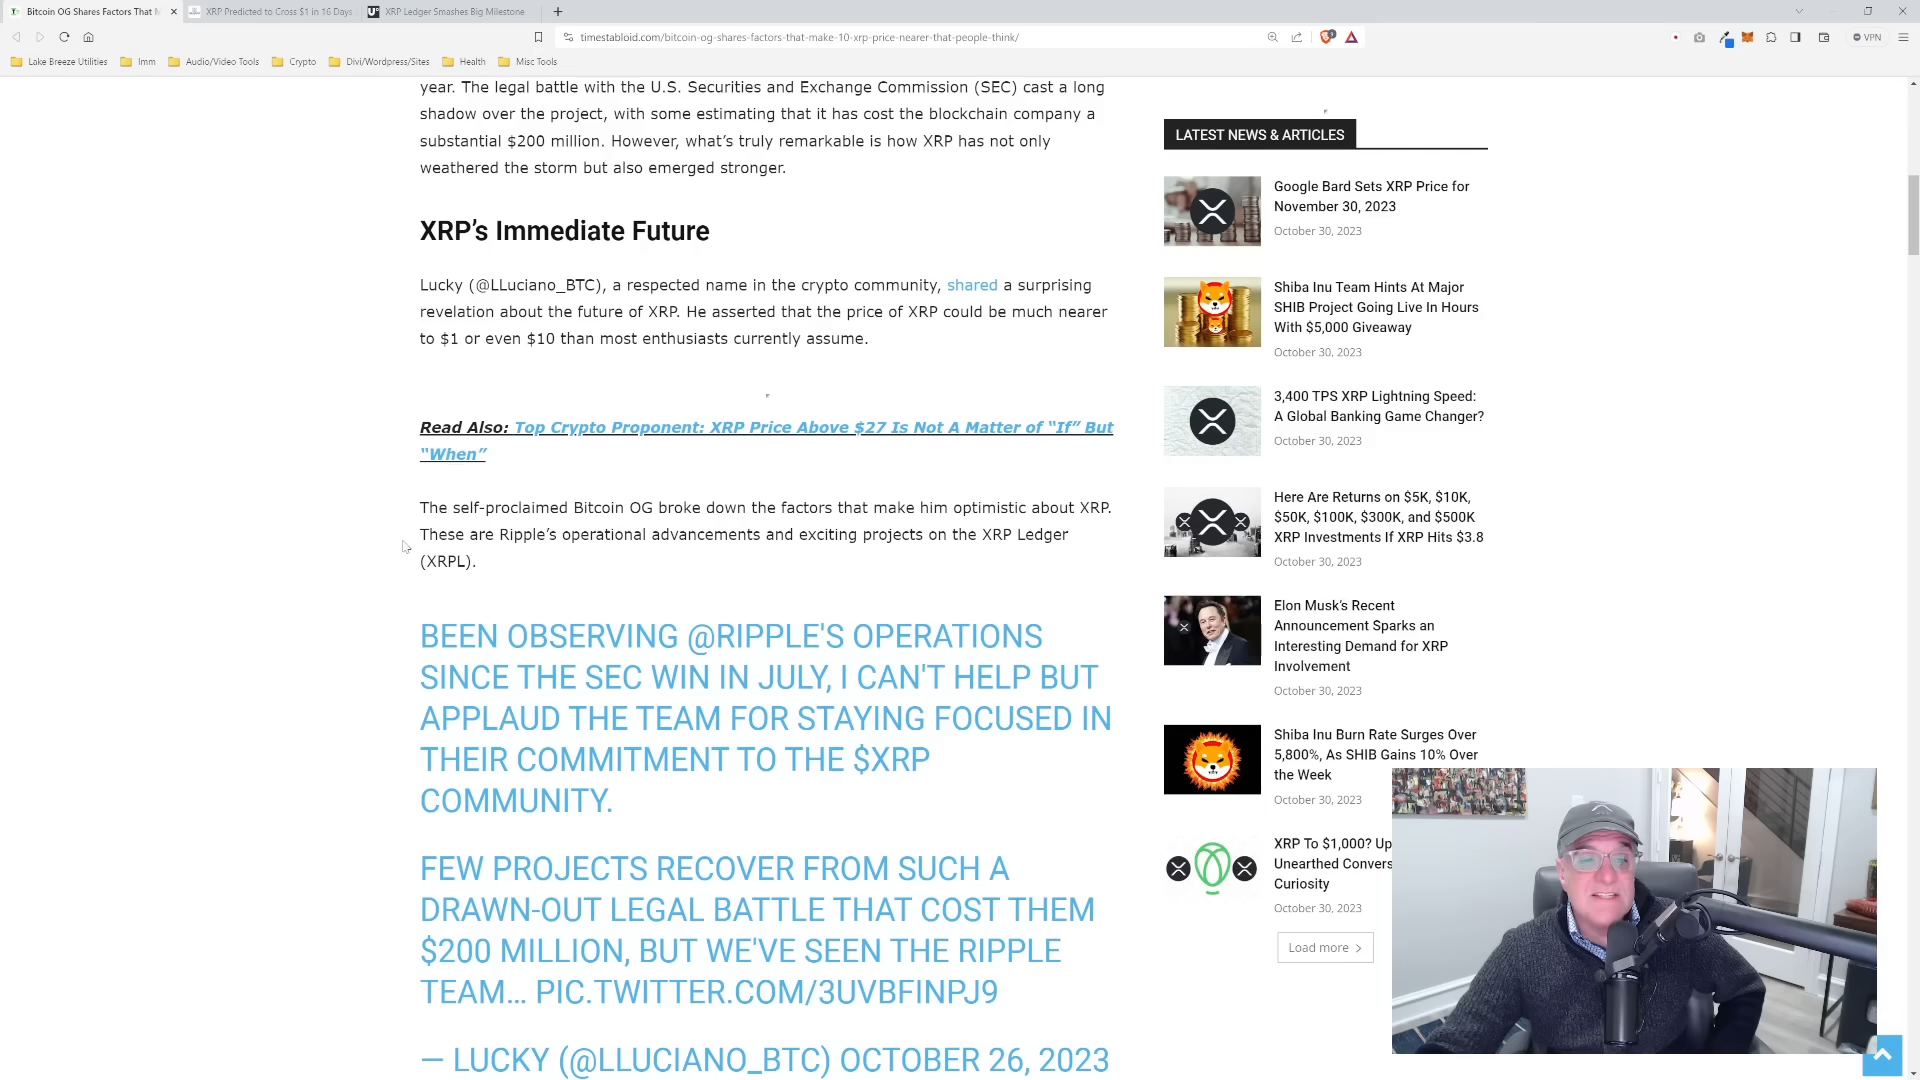 Bitcoin OG Shares Factors That M
XRP Predicted to Cross $1 in 16 Days
XRP Ledger Smashes Big Milestone
timestabloid.com/bitcoin-og-shares-factors-that-make-10-xrp-price-nearer-that-people-think/
VPN
Lake Breeze Utilities
Imm
Audio/Video Tools
Crypto
Divi/Wordpress/Sites
Health
Misc Tools
year. The legal battle with the U.S. Securities and Exchange Commission (SEC) cast a long
shadow over the project, with some estimating that it has cost the blockchain company a
substantial $200 million. However, what’s truly remarkable is how XRP has not only
weathered the storm but also emerged stronger.
XRP’s Immediate Future
Lucky (@LLuciano_BTC), a respected name in the crypto community, shared a surprising
revelation about the future of XRP. He asserted that the price of XRP could be much nearer
to $1 or even $10 than most enthusiasts currently assume.
Read Also: Top Crypto Proponent: XRP Price Above $27 Is Not A Matter of “If” But
“When”
The self-proclaimed Bitcoin OG broke down the factors that make him optimistic about XRP.
These are Ripple’s operational advancements and exciting projects on the XRP Ledger
(XRPL).
BEEN OBSERVING @RIPPLE'S OPERATIONS
SINCE THE SEC WIN IN JULY, I CAN'T HELP BUT
APPLAUD THE TEAM FOR STAYING FOCUSED IN
THEIR COMMITMENT TO THE $XRP
COMMUNITY.
FEW PROJECTS RECOVER FROM SUCH A
DRAWN-OUT LEGAL BATTLE THAT COST THEM
$200 MILLION, BUT WE'VE SEEN THE RIPPLE
TEAM… PIC.TWITTER.COM/3UVBFINPJ9
— LUCKY (@LLUCIANO_BTC) OCTOBER 26, 2023
LATEST NEWS & ARTICLES
Google Bard Sets XRP Price for
November 30, 2023
October 30, 2023
Shiba Inu Team Hints At Major
SHIB Project Going Live In Hours
With $5,000 Giveaway
October 30, 2023
3,400 TPS XRP Lightning Speed:
A Global Banking Game Changer?
October 30, 2023
Here Are Returns on $5K, $10K,
$50K, $100K, $300K, and $500K
XRP Investments If XRP Hits $3.8
October 30, 2023
Elon Musk’s Recent
Announcement Sparks an
Interesting Demand for XRP
Involvement
October 30, 2023
Shiba Inu Burn Rate Surges Over
5,800%, As SHIB Gains 10% Over
the Week
October 30, 2023
XRP To $1,000? Up
Unearthed Convers
Curiosity
October 30, 2023
Load more